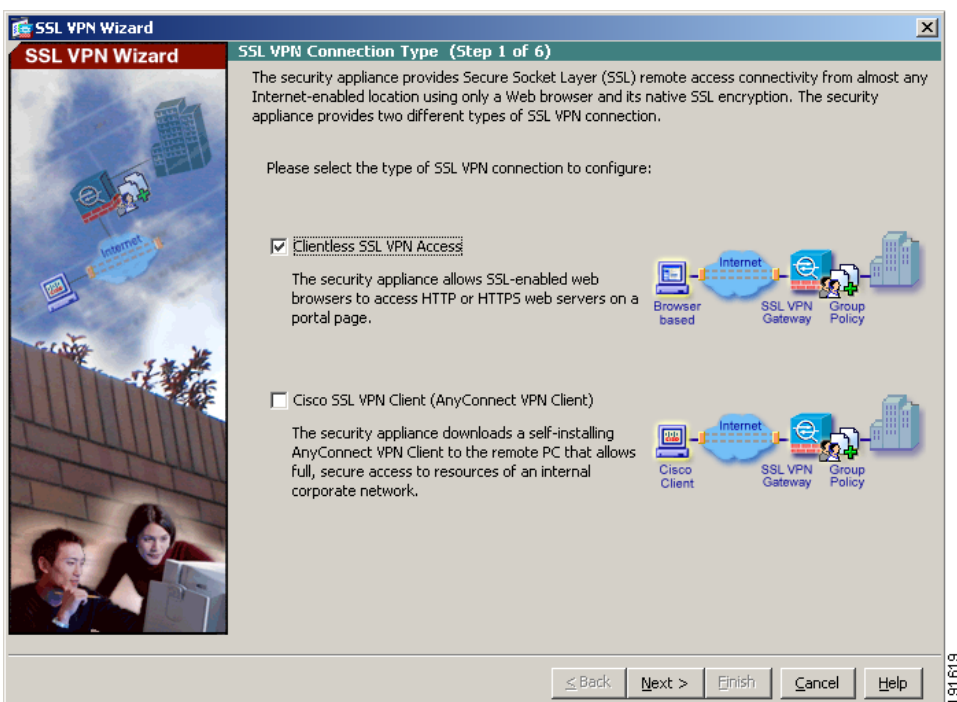 SSL VPN Wizard
SSL VPN Wizard
SSL VPN Connection Type (Step 1 of 6)
The security appliance provides Secure Socket Layer (SSL) remote access connectivity from almost any
Internet-enabled location using only a Web browser and its native SSL encryption. The security
appliance provides two different types of SSL VPN connection.
Please select the type of SSL VPN connection to configure:
Internet
Clientless SSL VPN Access
The security appliance allows SSL-enabled web
browsers to access HTTP or HTTPS web servers on a
portal page.
Internet
Browser
based
SSL VPN
Gateway
Group
Policy
Cisco SSL VPN Client (AnyConnect VPN Client)
The security appliance downloads a self-installing
AnyConnect VPN Client to the remote PC that allows
full, secure access to resources of an internal
corporate network.
Internet
Cisco
Client
SSL VPN
Gateway
Group
Policy
< Back
Next >
Finish
Cancel
Help
191619